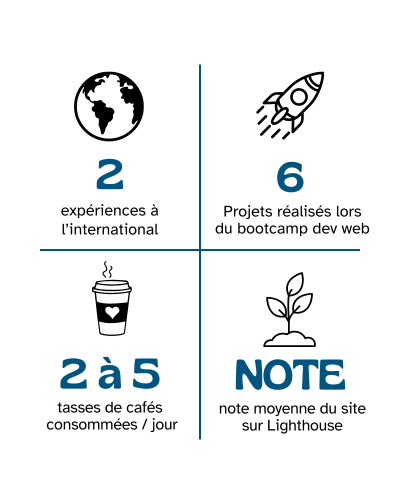 2
expériences à
l'international
6
Projets réalisés lors
du bootcamp dev web
2 à 5
tasses de cafés
consommées / jour
NOTE
note moyenne du site
sur Lighthouse